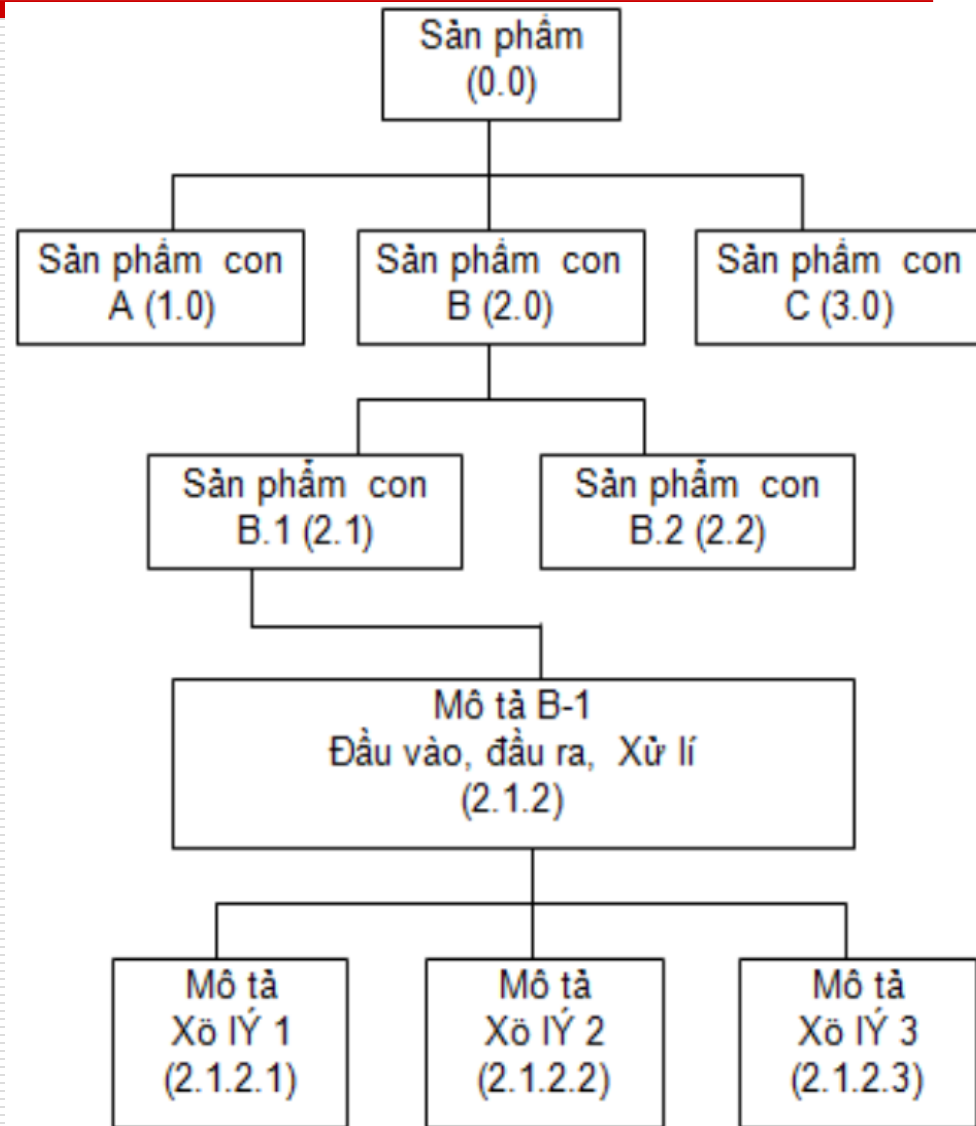 Sản phẩm
(0.0)
Sản phẩm con
A (1.0)
Sản phẩm con
B (2.0)
Sản phẩm con
C (3.0)
Sản phẩm con
B.1 (2.1)
Sản phẩm con
B.2 (2.2)
Mô tả B-1
Đầu vào, đầu ra, Xử lí
(2.1.2)
Mô tả
Xö lÝ 1
(2.1.2.1)
Mô tả
Xö lÝ 2
(2.1.2.2)
Mô tả
Xö lÝ 3
(2.1.2.3)